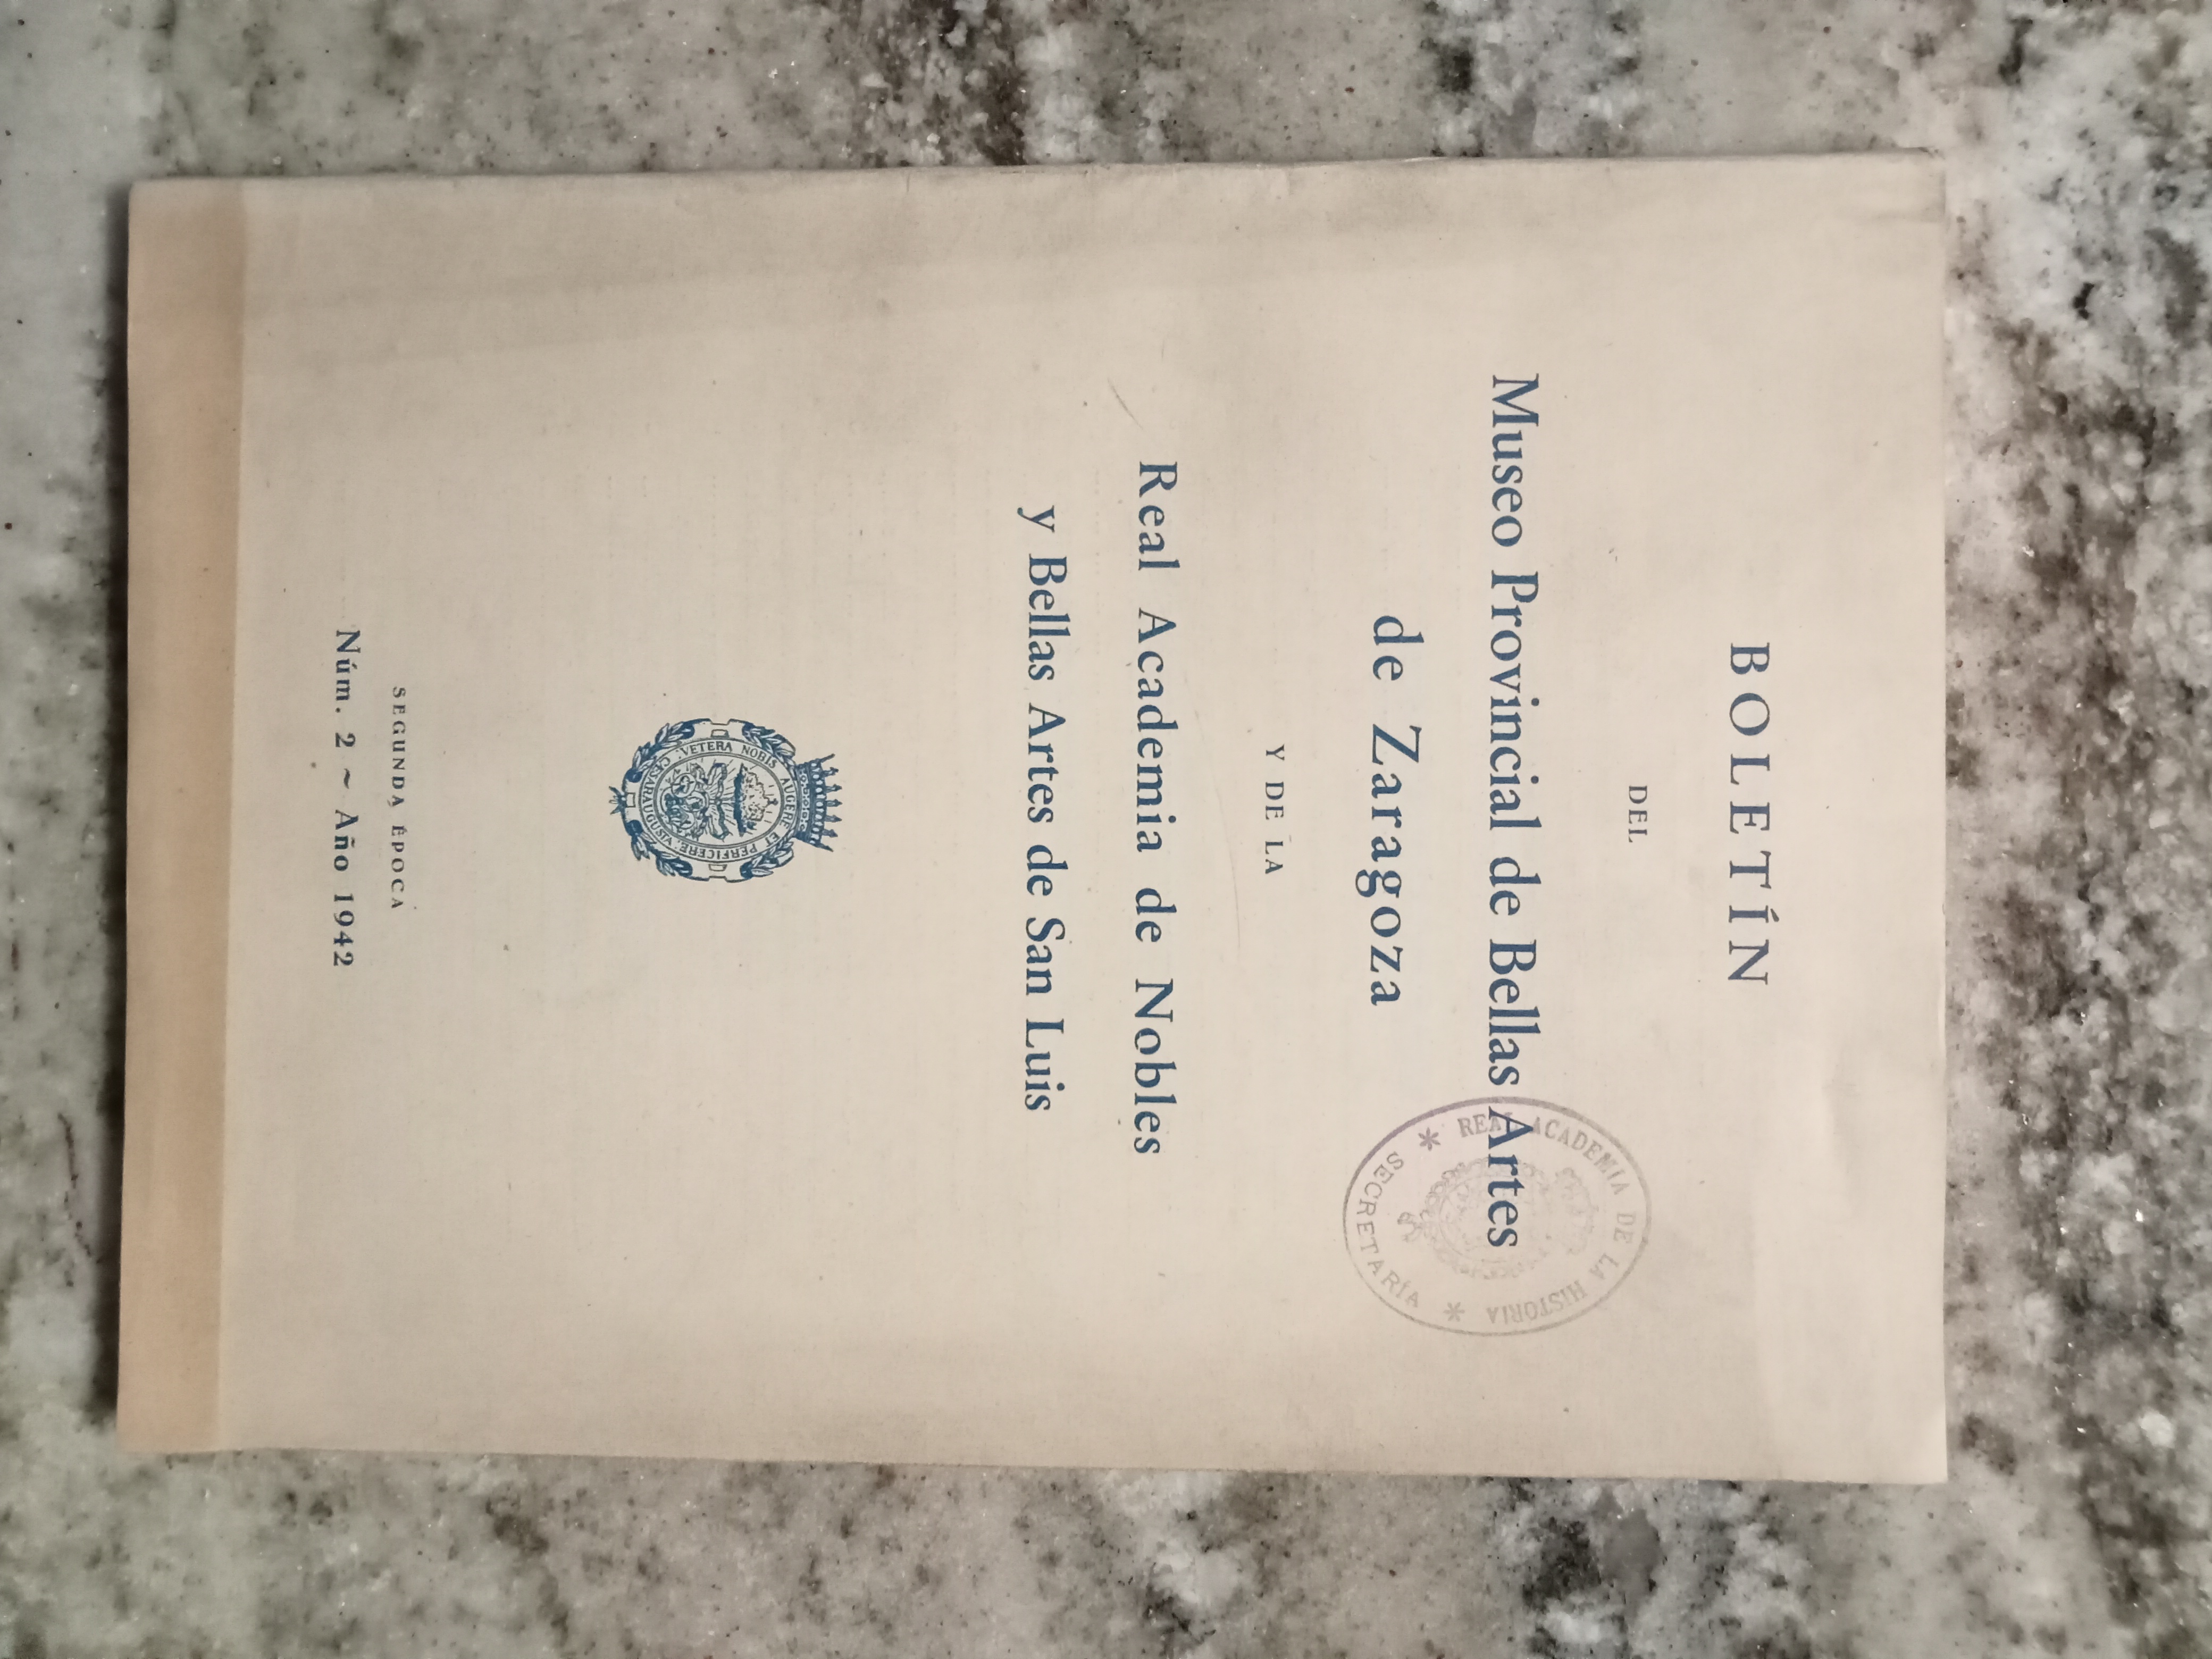 BOLETÍN
DEL
Museo Provincial de Bellas Artes
de Zaragoza
Y DE LA
Real Academia de Nobles
y Bellas Artes de San Luis
VETERA NOBIS AUGERE ET PERFICERE
CESARAUGUSTA
SEGUNDA ÉPOCA
Núm. 2 ~ Año 1942
REAL ACADEMIA DE LA HISTORIA
* SECRETARÍA *